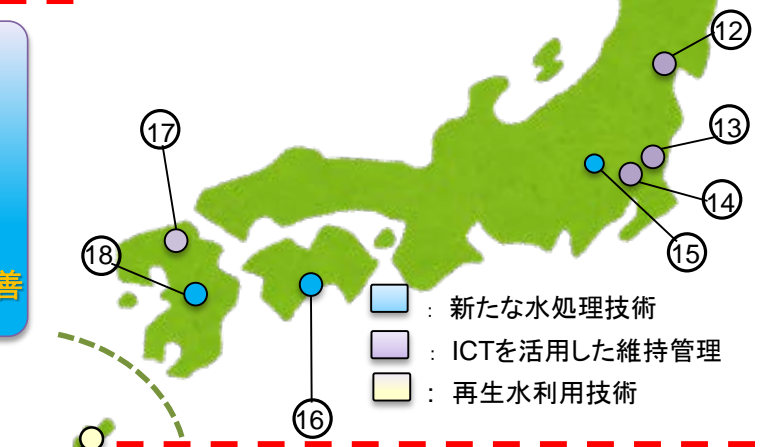 ⑫
⑬
⑰
⑭
⑱
⑮
善
: 新たな水処理技術
: ICTを活用した維持管理
: 再生水利用技術
⑯